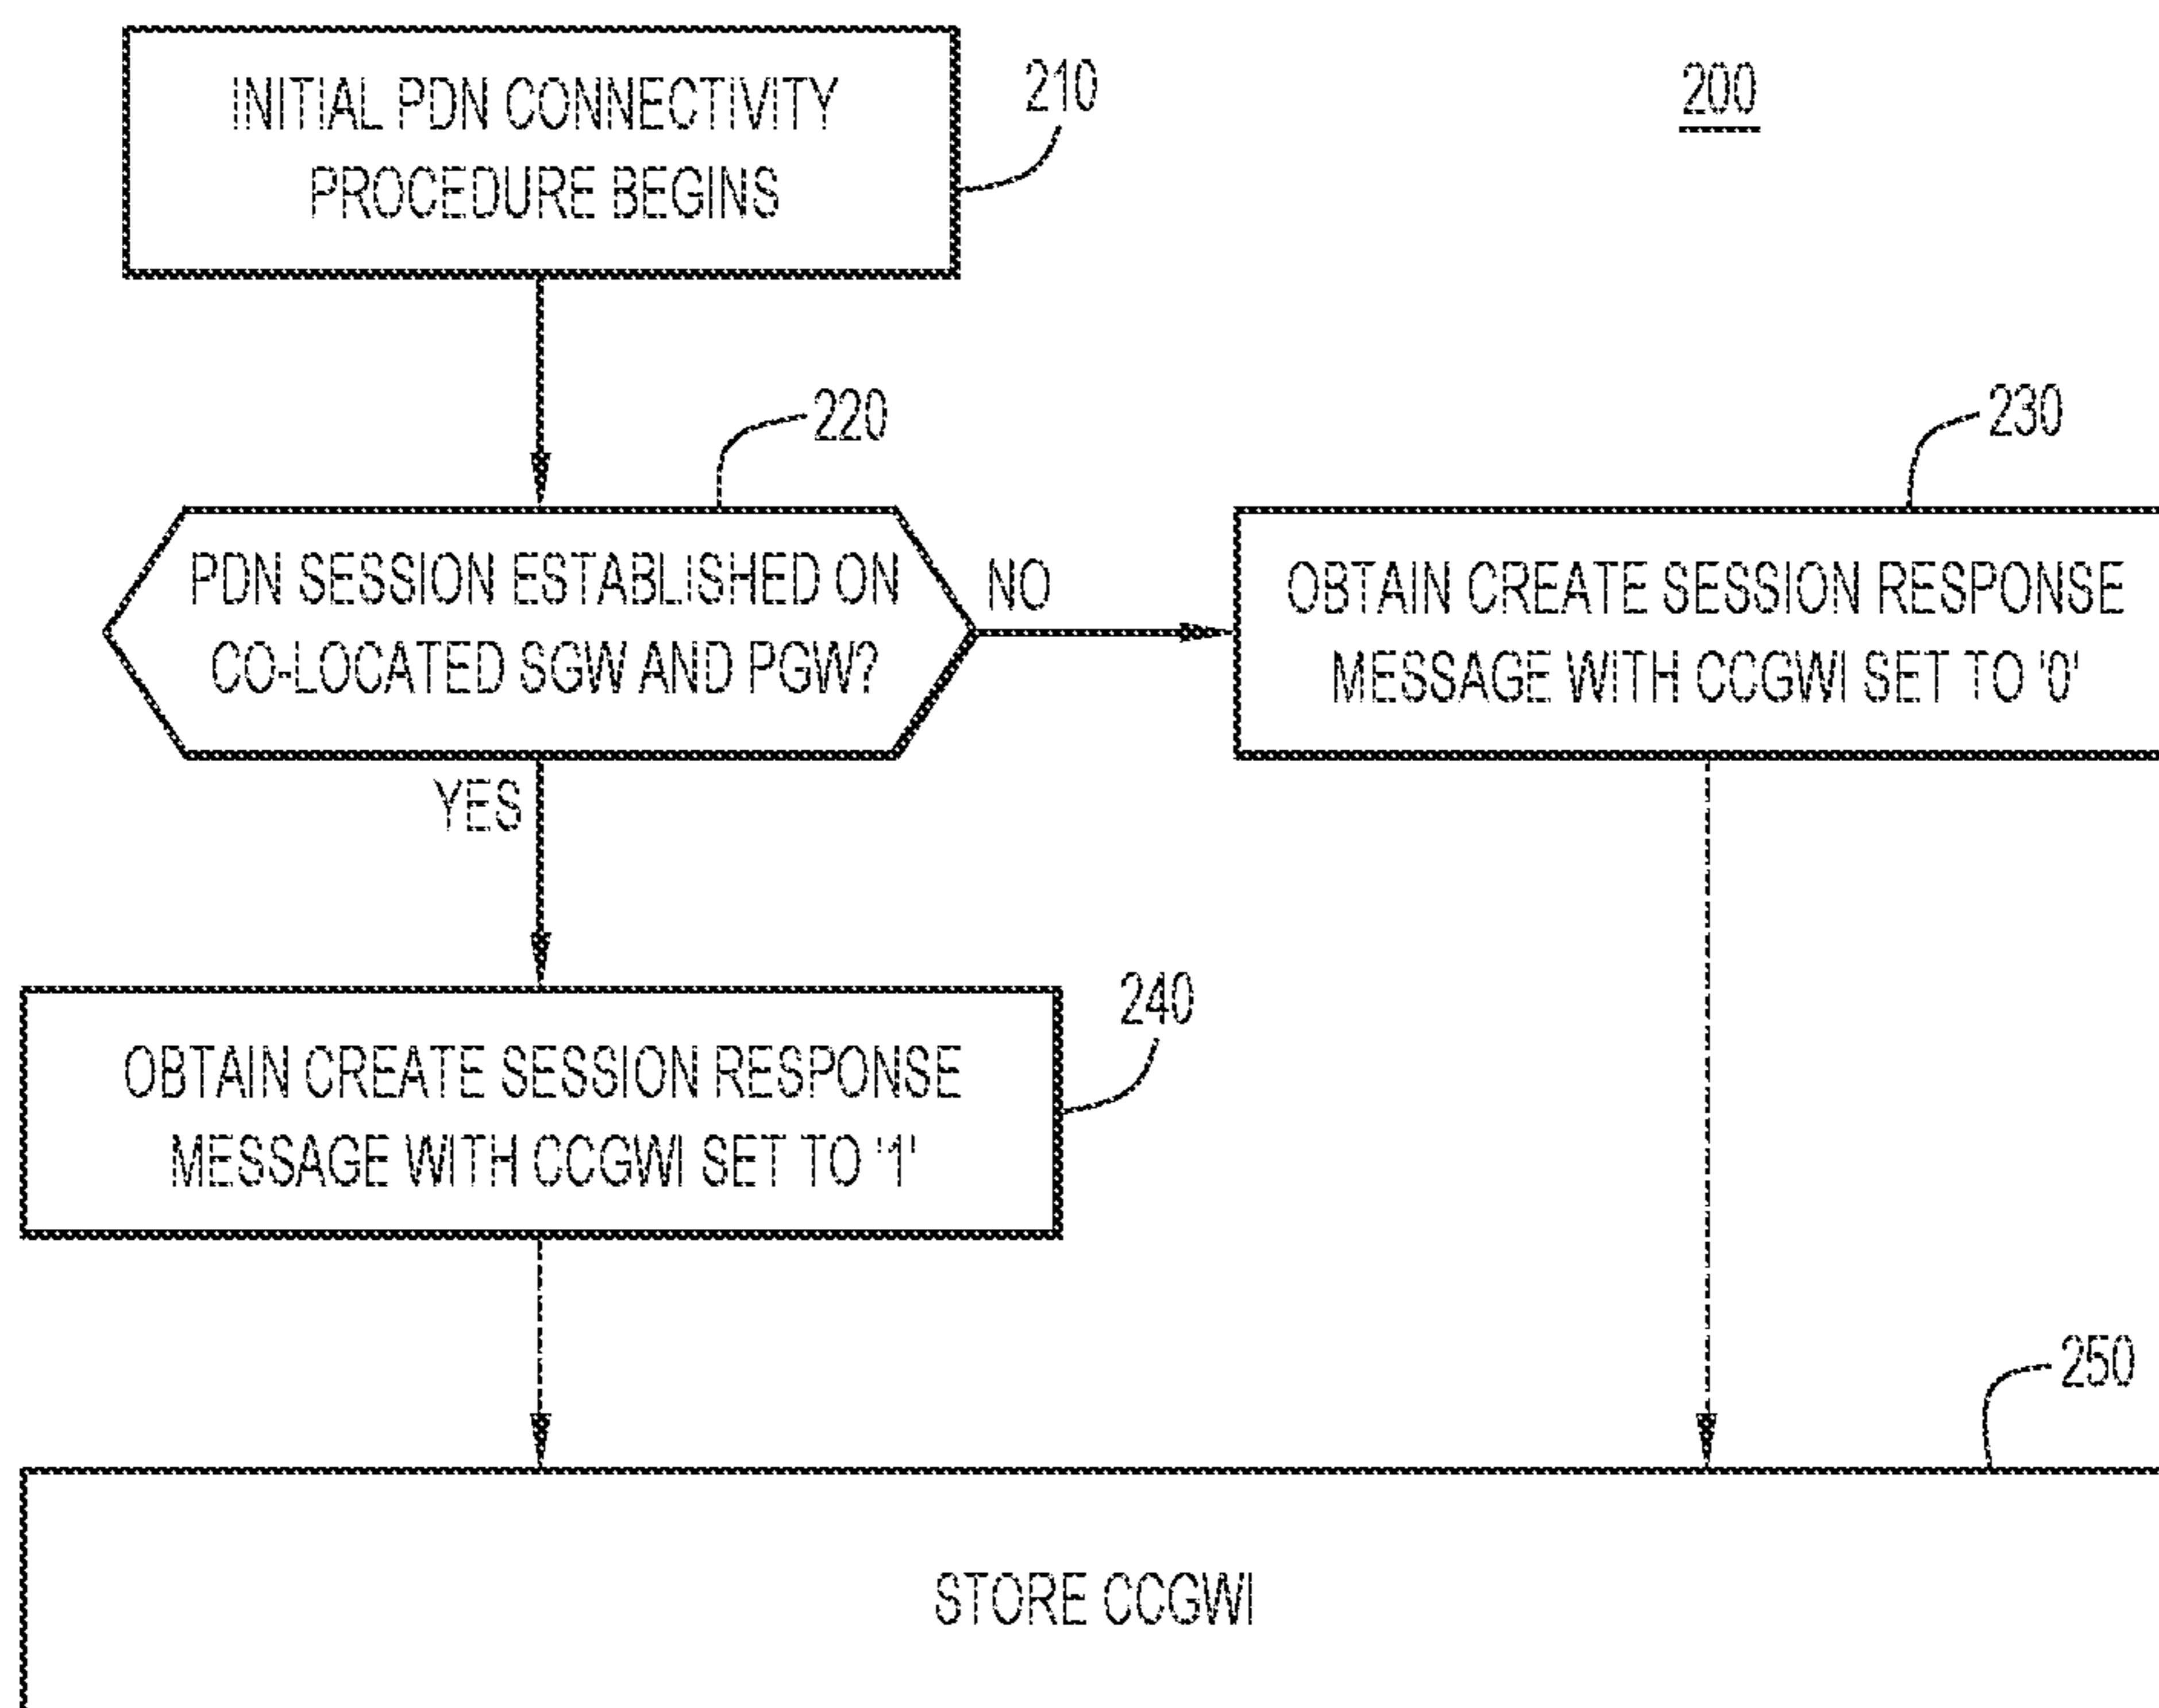 INITIAL PDN CONNECTIVITY
PROCEDURE BEGINS
210
200
220
PDN SESSION ESTABLISHED ON
CO-LOCATED SGW AND PGW?
NO
230
OBTAIN CREATE SESSION RESPONSE
MESSAGE WITH CCGWI SET TO '0'
YES
240
OBTAIN CREATE SESSION RESPONSE
MESSAGE WITH CCGWI SET TO '1'
250
STORE CCGWI